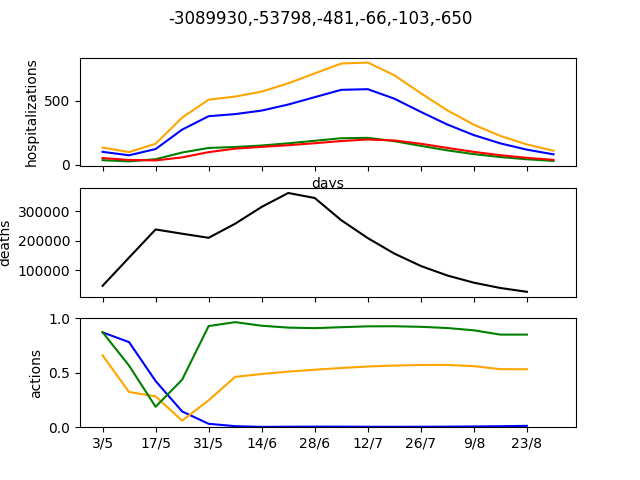 -3089930,-53798,-481,-66,-103,-650
hospitalizations
500
0
days
deaths
300000
200000
100000
actions
1.0
0.5
0.0
3/5 17/5 31/5 14/6 28/6 12/7 26/7 9/8 23/8